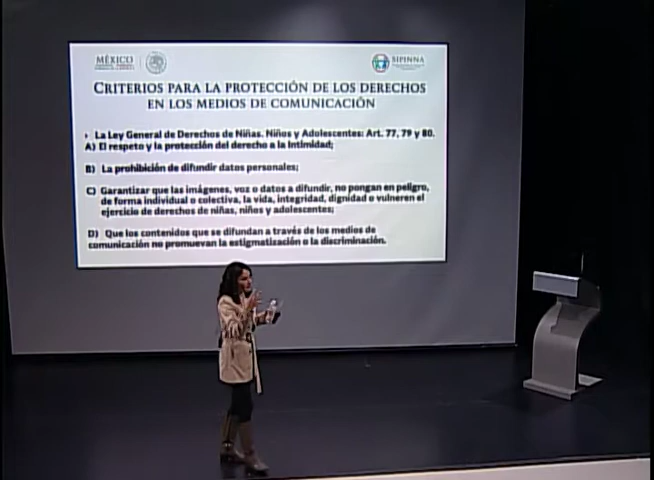 MÉXICO
SIPINNA
CRITERIOS PARA LA PROTECCIÓN DE LOS DERECHOS
EN LOS MEDIOS DE COMUNICACIÓN
La Ley General de Derechos de Niñas, Niños y Adolescentes: Art. 77, 79 y 80.
A) El respeto y la protección del derecho a la Intimidad;
B) La prohibición de difundir datos personales;
C) Garantizar que las imágenes, voz o datos a difundir, no pongan en peligro,
de forma individual o colectiva, la vida, integridad, dignidad o vulneren el
ejercicio de derechos de niñas, niños y adolescentes;
D) Que los contenidos que se difundan a través de los medios de
comunicación no promuevan la estigmatización o la discriminación.